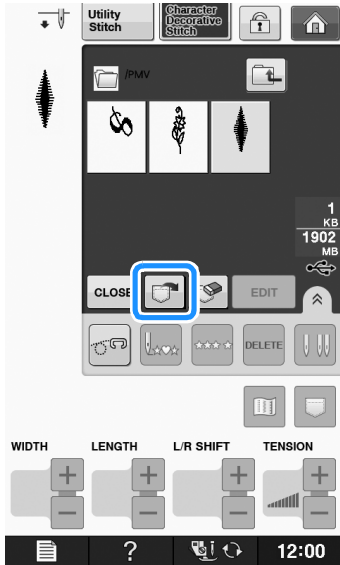 Utility
Stitch
Character
Decorative
Stitch
/PMV
1
KB
1902
MB
CLOSE
EDIT
DELETE
WIDTH
LENGTH
L/R SHIFT
TENSION
?
12:00